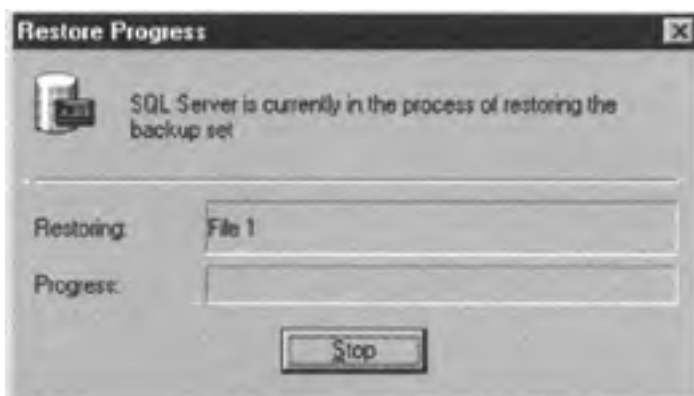 Restore Progress
SQL Server is currently in the process of restoring the
backup set
Restoring: File 1
Progress:
Stop